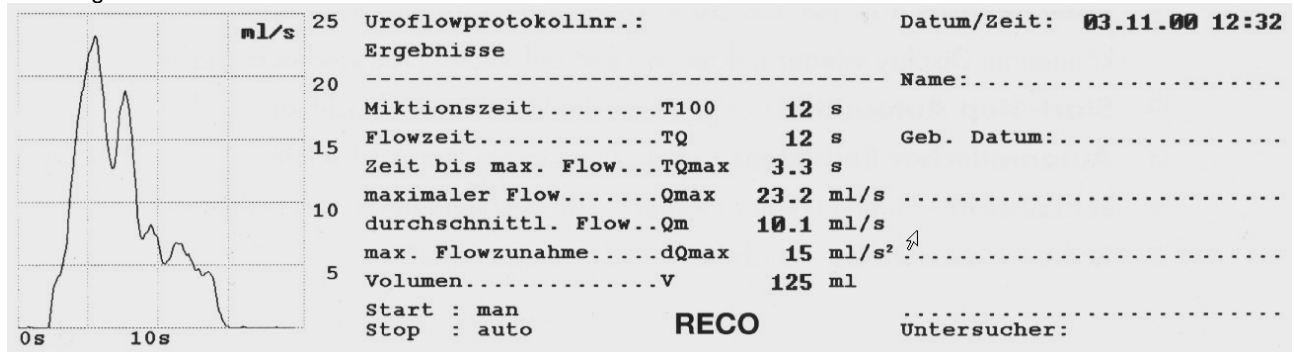 ml/s
25
20
15
10
5
0s 10s
Uroflowprotokollnr.:
Ergebnisse
Miktionszeit.........T100 12 s
Flowzeit.............TQ 12 s
Zeit bis max. Flow...TQmax 3.3 s
maximaler Flow.......Qmax 23.2 ml/s
durchschnittl. Flow..Qm 10.1 ml/s
max. Flowzunahme.....dQmax 15 ml/s²
Volumen..............V 125 ml
Start : man
Stop : auto
RECO
Datum/Zeit: 03.11.00 12:32
Name:
Geb. Datum:
Untersucher: